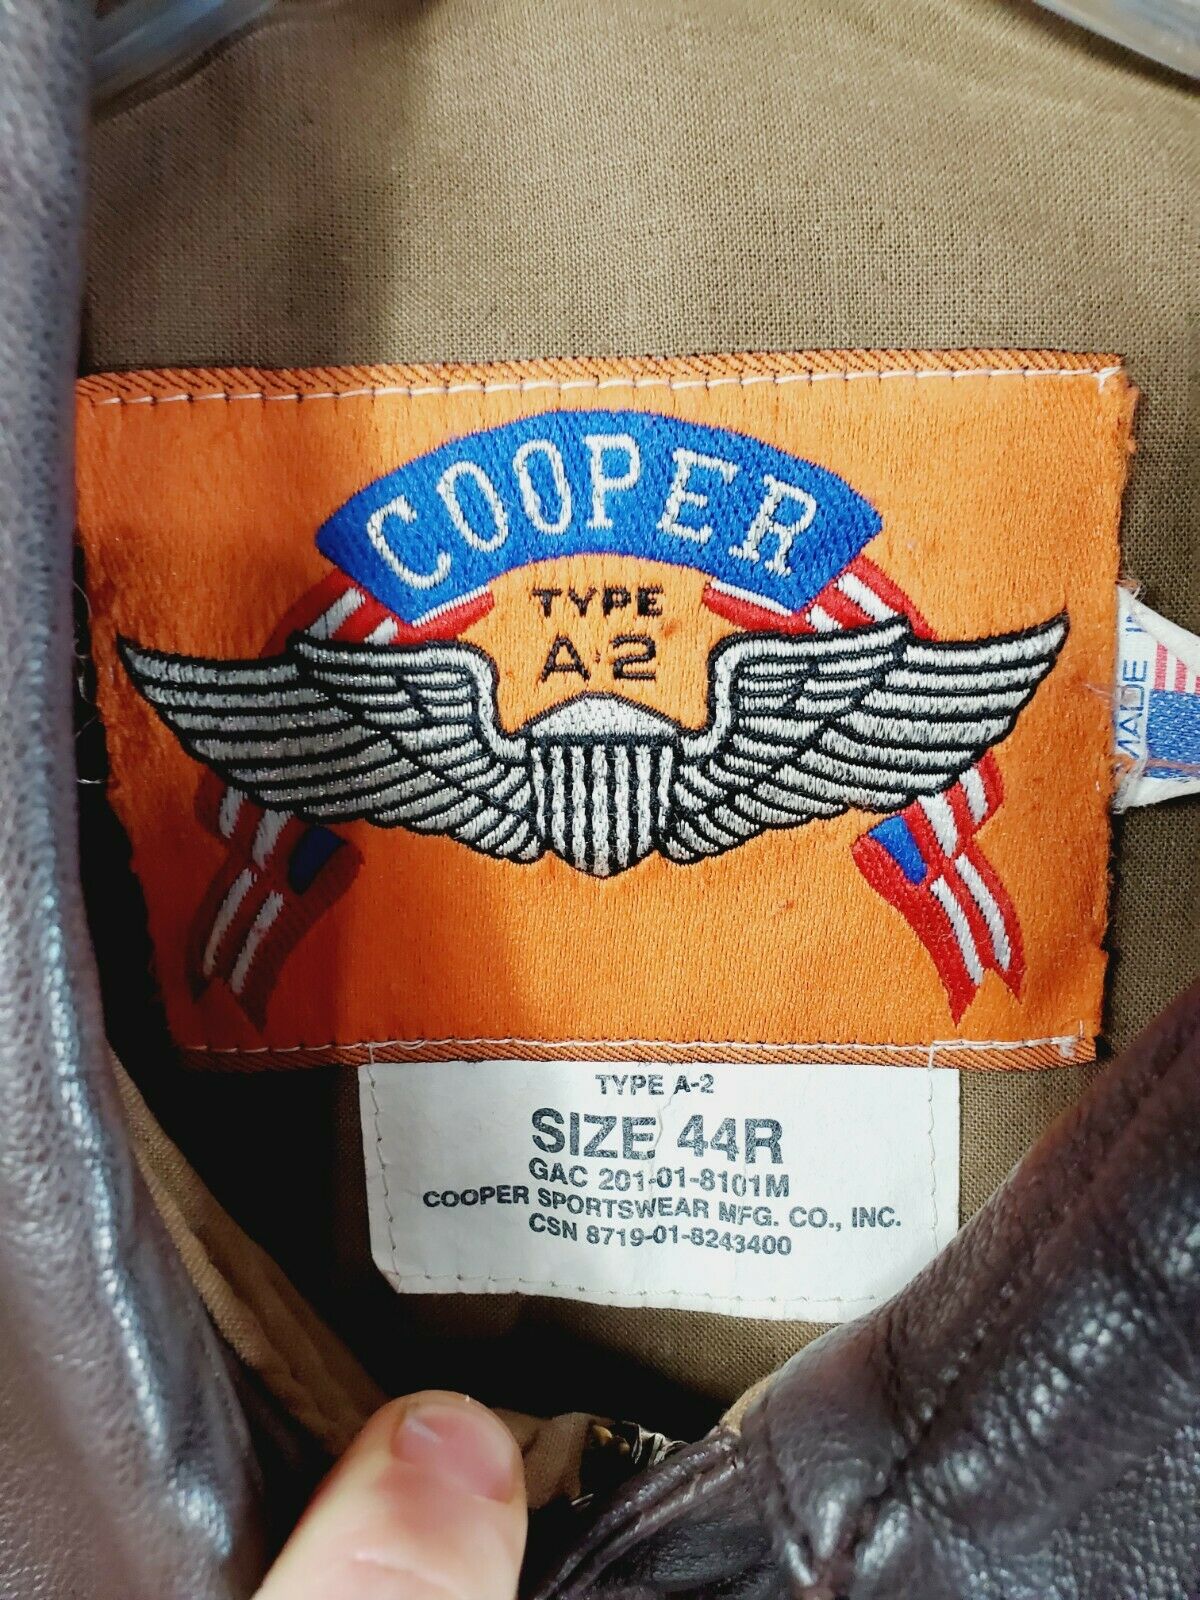 COOPER
TYPE
A-2
MADE
TYPE A-2
SIZE 44R
GAC 201-01-8101M
COOPER SPORTSWEAR MFG. CO., INC.
CSN 8719-01-8243400